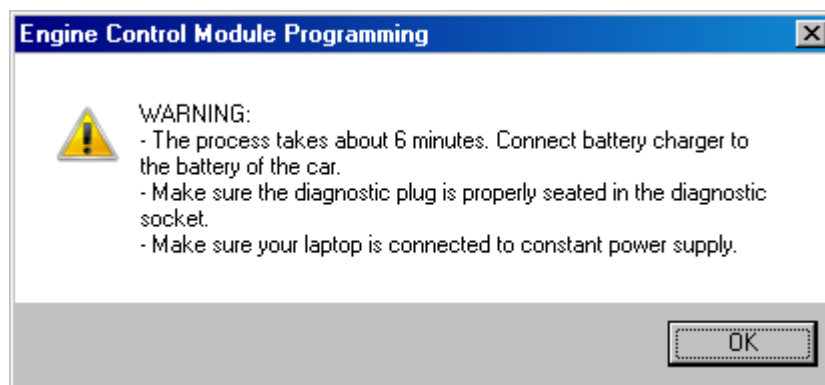 Engine Control Module Programming
WARNING:
- The process takes about 6 minutes. Connect battery charger to
the battery of the car.
- Make sure the diagnostic plug is properly seated in the diagnostic
socket.
- Make sure your laptop is connected to constant power supply.
OK